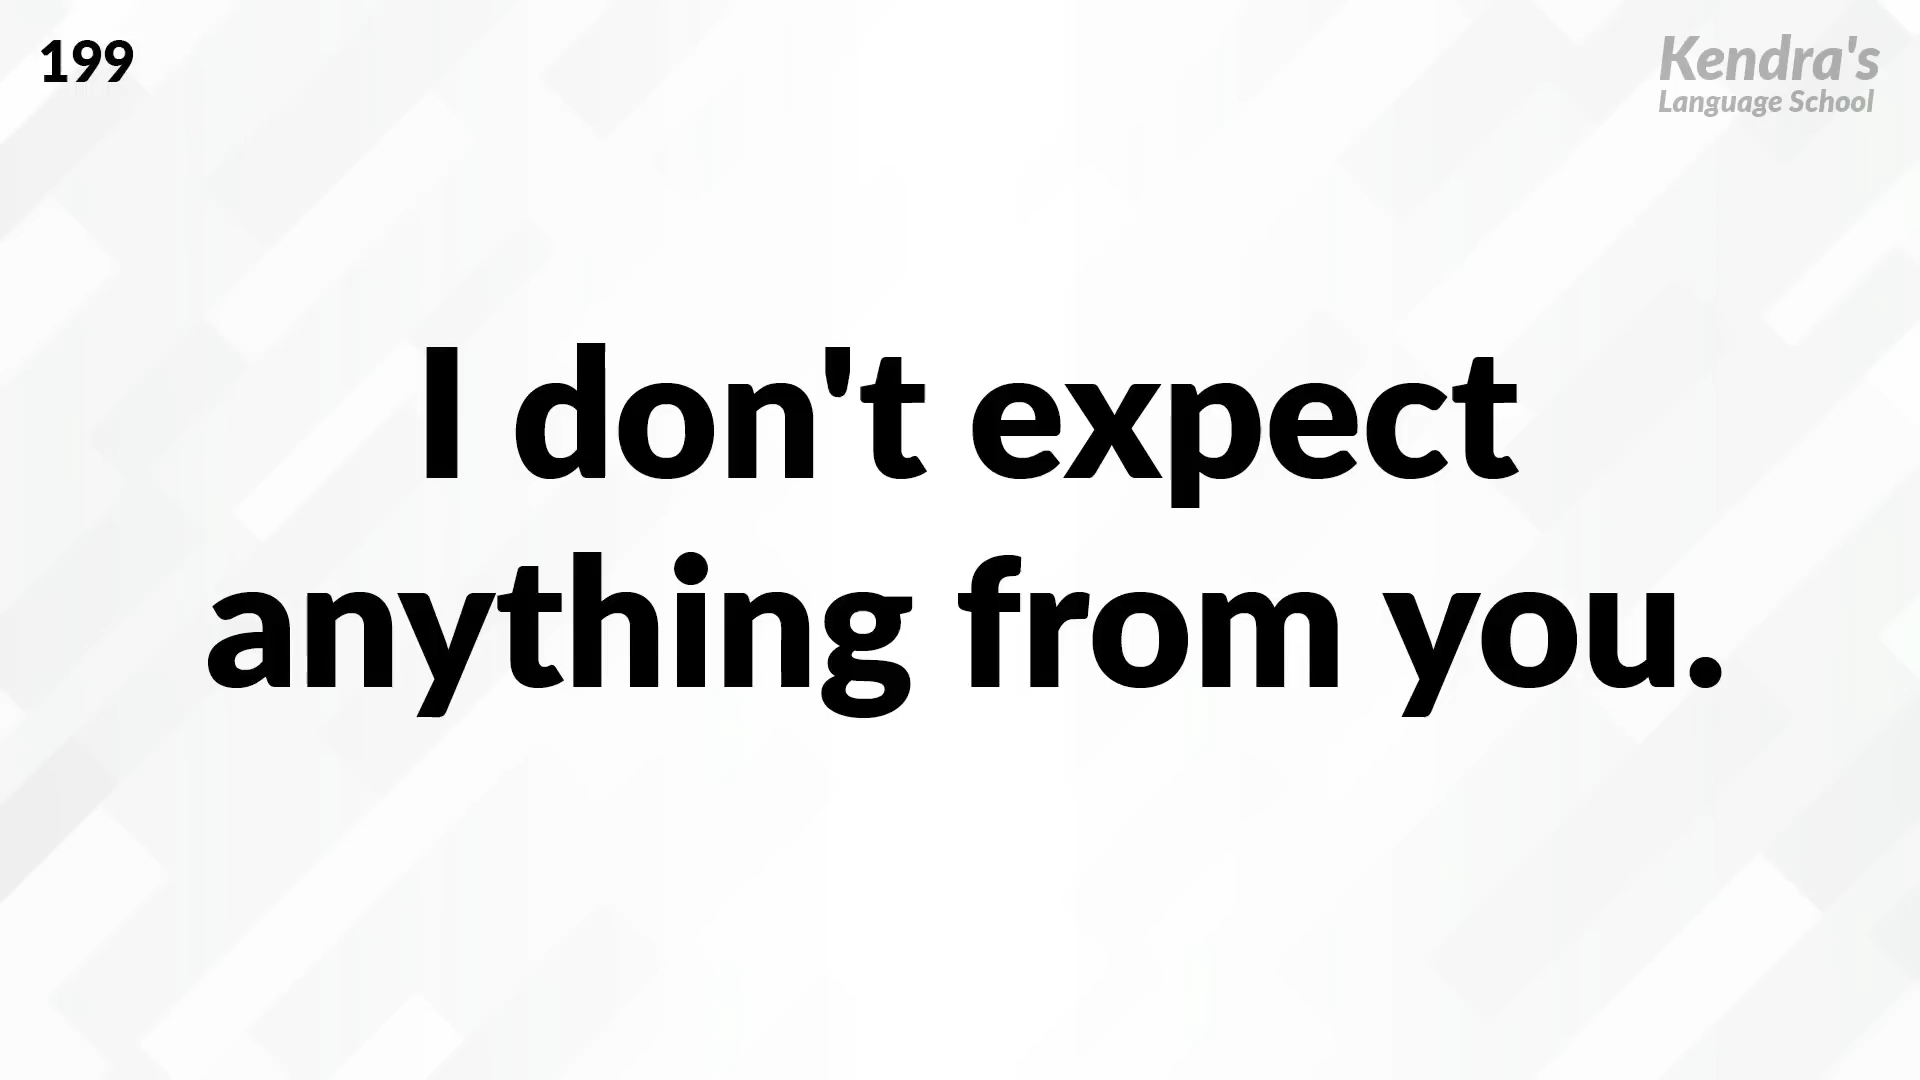 199
Kendra's
Language School
I don't expect
anything from you.